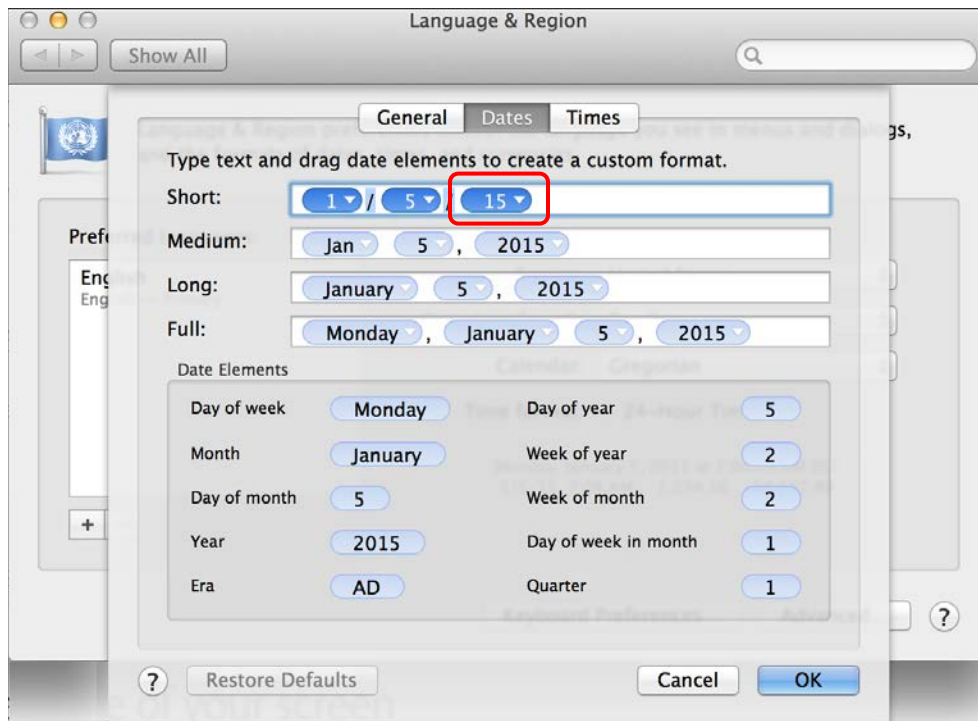 Language & Region
Show All
General Dates Times
Type text and drag date elements to create a custom format.
Short: 1 / 5 / 15
Medium: Jan 5 , 2015
Long: January 5 , 2015
Full: Monday , January 5 , 2015
Date Elements
Day of week Monday Day of year 5
Month January Week of year 2
Day of month 5 Week of month 2
Year 2015 Day of week in month 1
Era AD Quarter 1
+
? Restore Defaults Cancel OK
?
of your screen